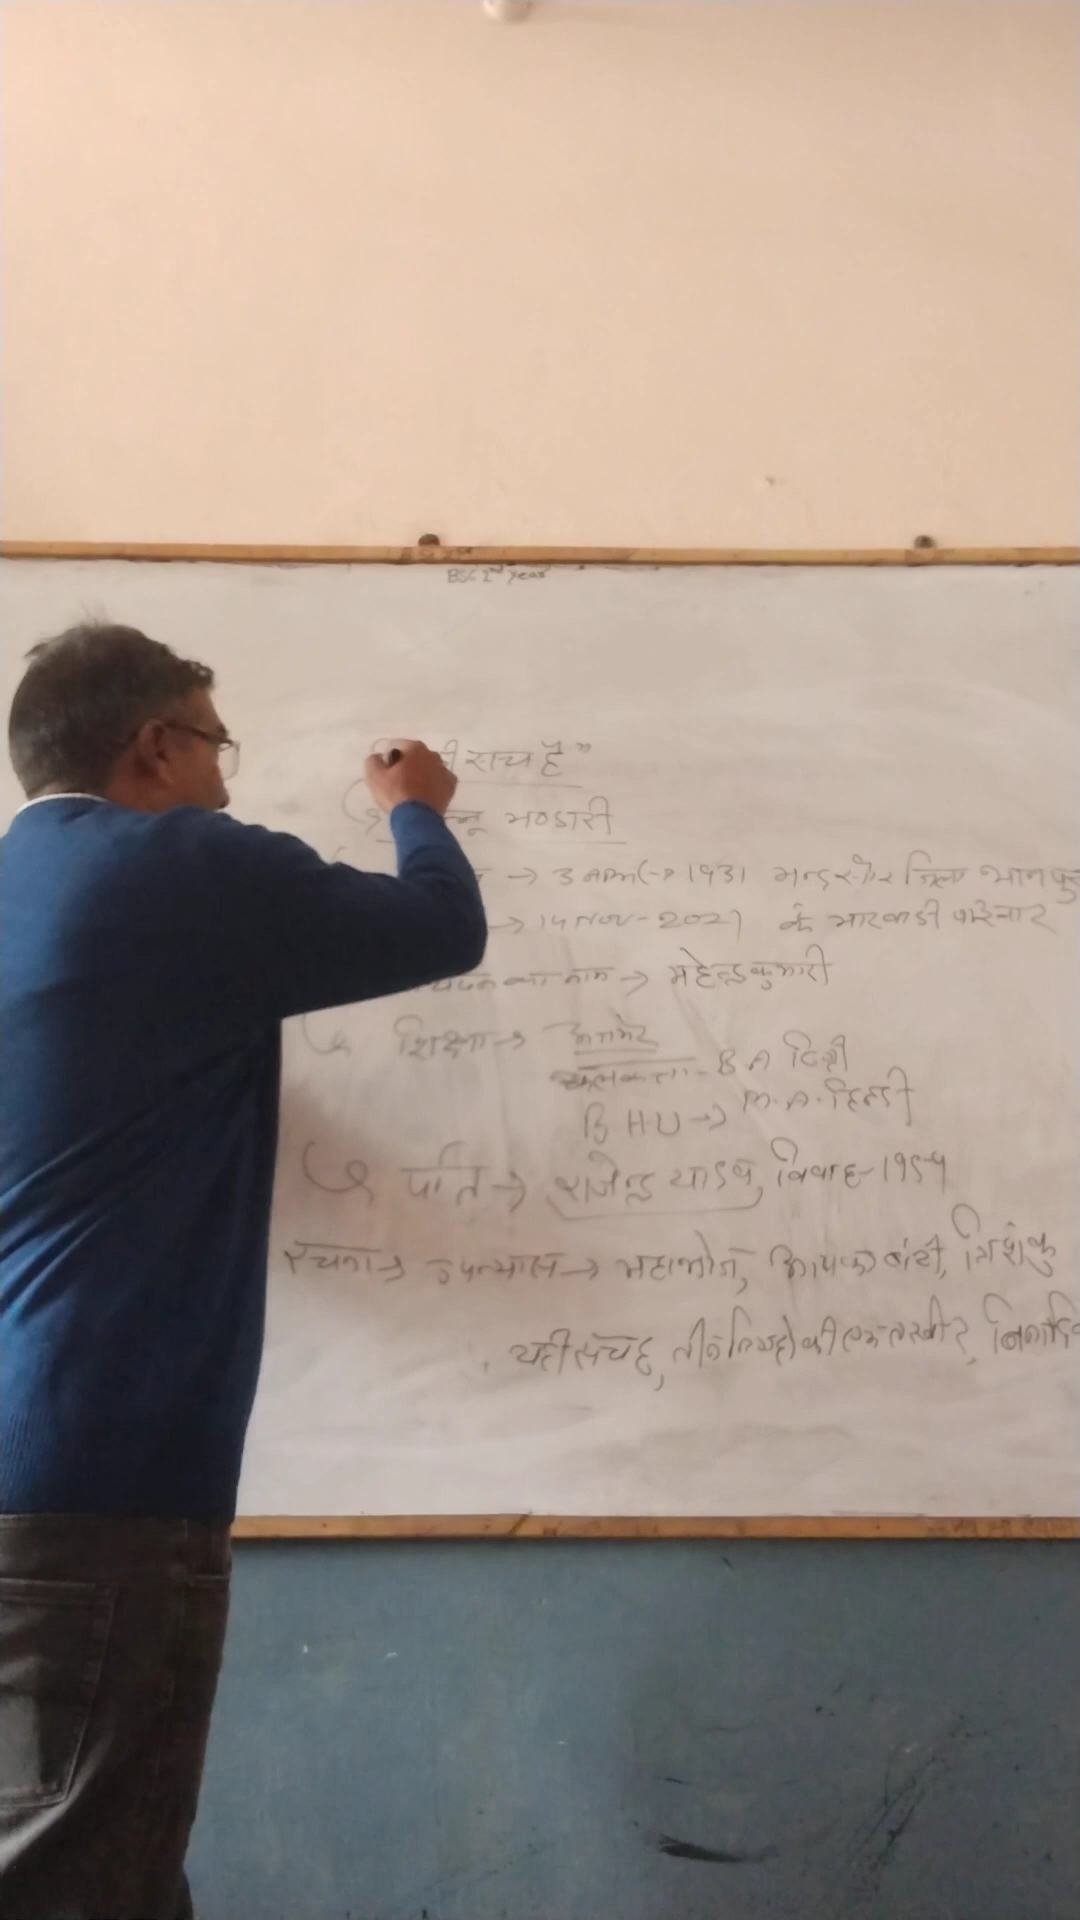 BSC 2nd year
सच है"
भण्डारी
→ 3 अप्रैल → 1931 मन्दसौर जिला भानपु
→ 14 नव - 2021 के मारवाडी परिवार
का नाम → महेन्द्र कुमारी
शिक्षा → अजमेर
कलकत्ता - B A डिग्री
BHU → M.A. हिन्दी
पति → राजेन्द्र यादव, विवाह - 1959
रचना → उपन्यास → महाभोज, आपका बंटी,
यही सच है, तीन निगाहों की एक तस्वीर,